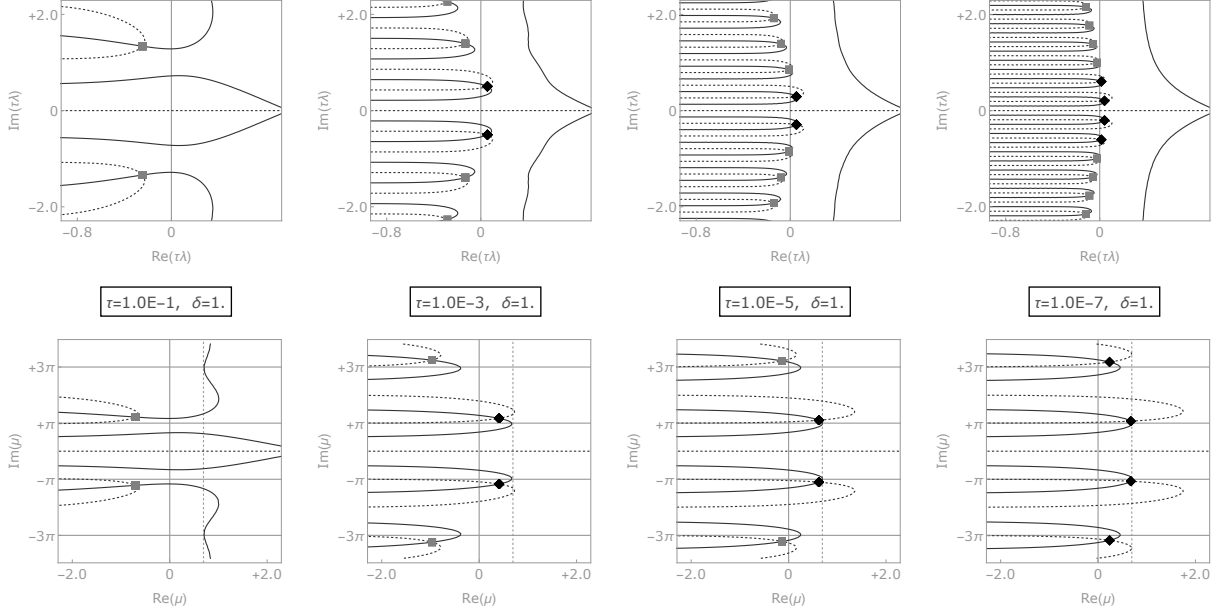 +2.0 +2.0 +2.0 +2.0
Im(τλ) Im(τλ) Im(τλ) Im(τλ)
0 0 0 0
−2.0 −2.0 −2.0 −2.0
−0.8 0 −0.8 0 −0.8 0 −0.8 0
Re(τλ) Re(τλ) Re(τλ) Re(τλ)
τ=1.0E−1, δ=1. τ=1.0E−3, δ=1. τ=1.0E−5, δ=1. τ=1.0E−7, δ=1.
+3π +3π +3π +3π
+π +π +π +π
Im(μ) Im(μ) Im(μ) Im(μ)
−π −π −π −π
−3π −3π −3π −3π
−2.0 0 +2.0 −2.0 0 +2.0 −2.0 0 +2.0 −2.0 0 +2.0
Re(μ) Re(μ) Re(μ) Re(μ)